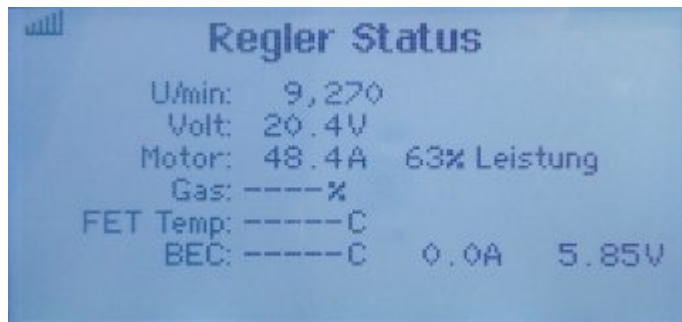 Regler Status
U/min: 9,270
Volt: 20.4V
Motor: 48.4A 63% Leistung
Gas: ----%
FET Temp: -----C
BEC: -----C 0.0A 5.85V